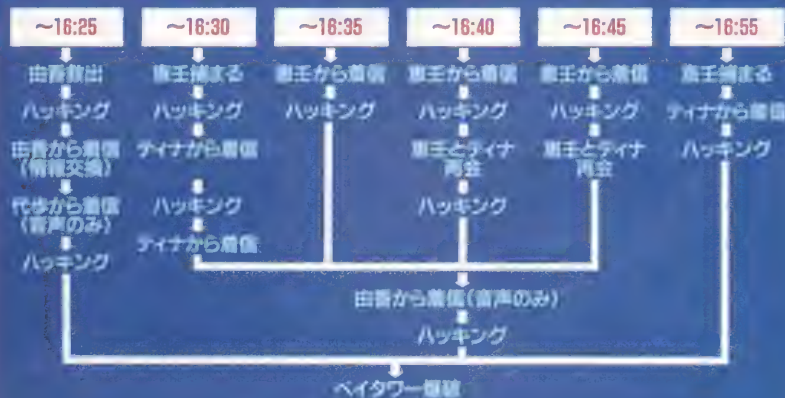 ~16:25 ~16:30 ~16:35 ~16:40 ~16:45 ~16:55
由香救出 恵壬捕まる 恵壬から着信 恵壬から着信 恵壬から着信 恵壬捕まる
ハッキング ハッキング ハッキング ハッキング ハッキング ティナから着信
由香から着信 ティナから着信 恵壬とティナ 恵壬とティナ ハッキング
(情報交換) 再会 再会
代歩から着信 ハッキング ハッキング
(音声のみ)
ハッキング ティナから着信
由香から着信(音声のみ)
ハッキング
ベイタワー爆破